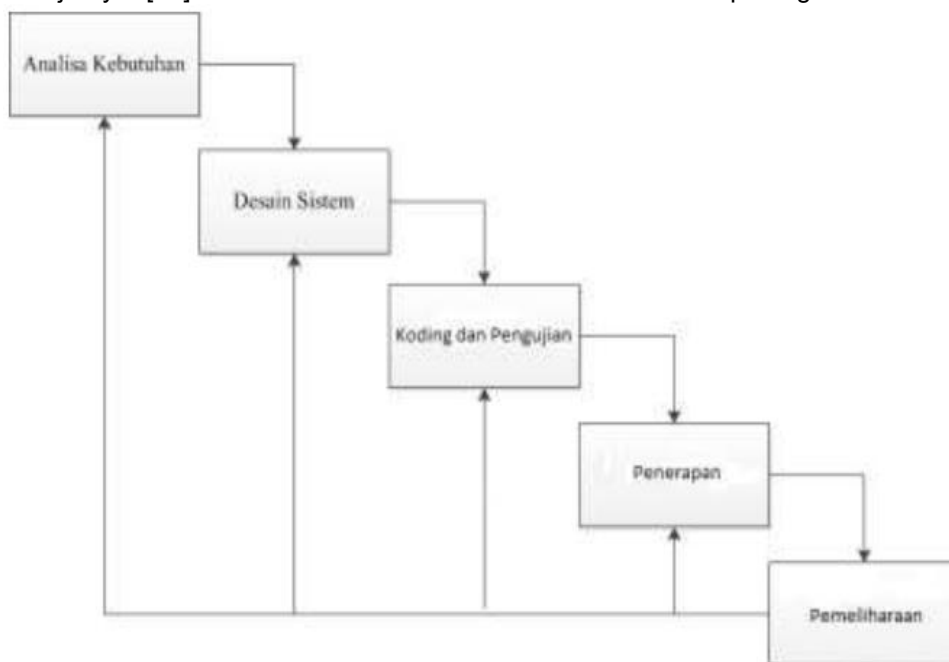 Analisa Kebutuhan
Desain Sistem
Koding dan Pengujian
Penerapan
Pemeliharaan